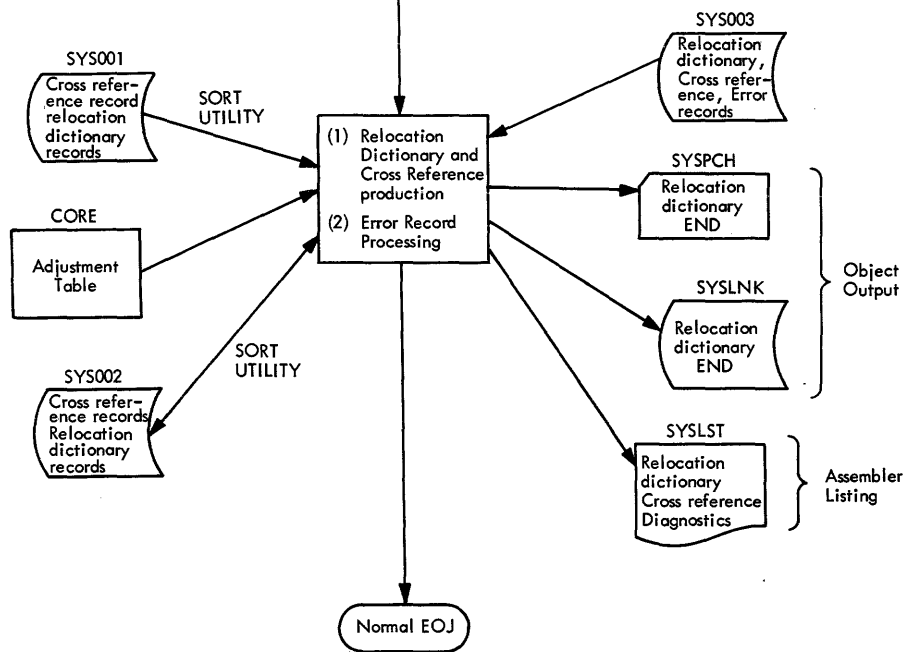 SYS001
Cross refer-
ence record
relocation
dictionary
records
SORT
UTILITY
CORE
Adjustment
Table
SYS002
Cross refer-
ence records
Relocation
dictionary
records
SORT
UTILITY
(1) Relocation
Dictionary and
Cross Reference
production
(2) Error Record
Processing
SYS003
Relocation
dictionary,
Cross refer-
ence, Error
records
SYSPCH
Relocation
dictionary
END
SYSLNK
Relocation
dictionary
END
Object
Output
SYSLST
Relocation
dictionary
Cross reference
Diagnostics
Assembler
Listing
Normal EOJ